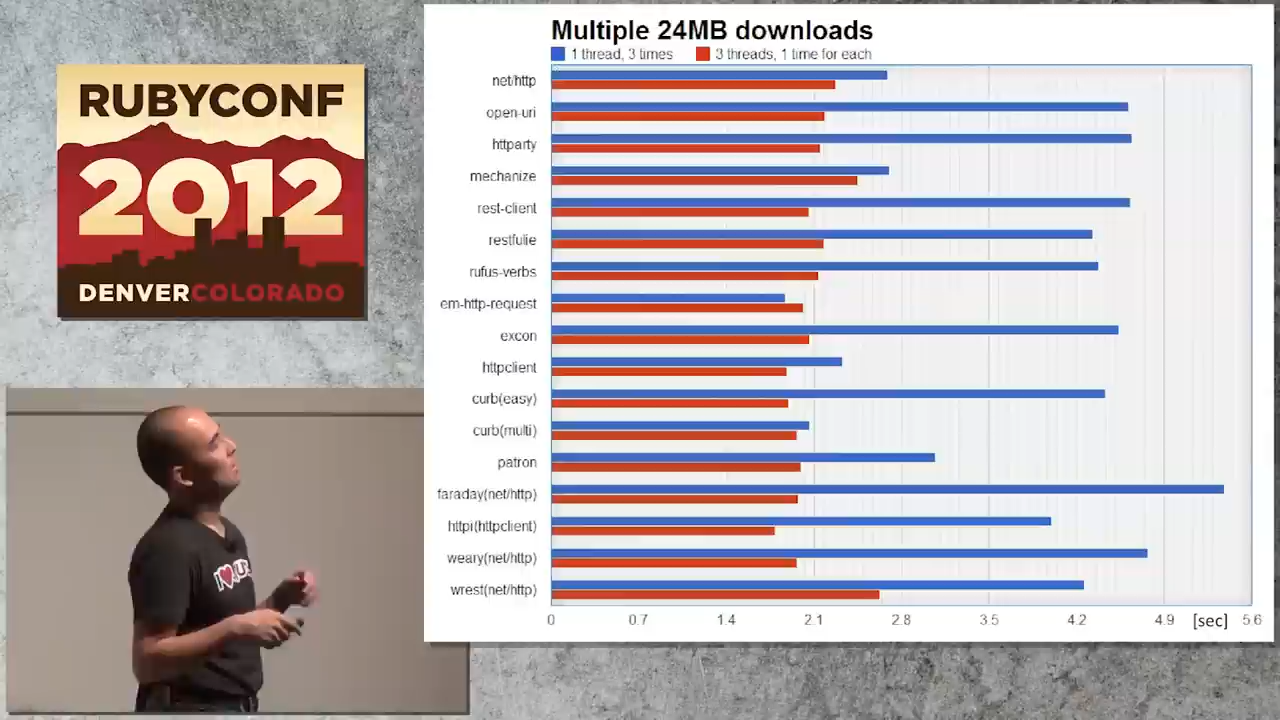 RUBYCONF
2012
DENVERCOLORADO
Multiple 24MB downloads
1 thread, 3 times 3 threads, 1 time for each
net/http
open-uri
httparty
mechanize
rest-client
restfulie
rufus-verbs
em-http-request
excon
httpclient
curb(easy)
curb(multi)
patron
faraday(net/http)
httpi(httpclient)
weary(net/http)
wrest(net/http)
0 0.7 1.4 2.1 2.8 3.5 4.2 4.9 [sec] 5.6